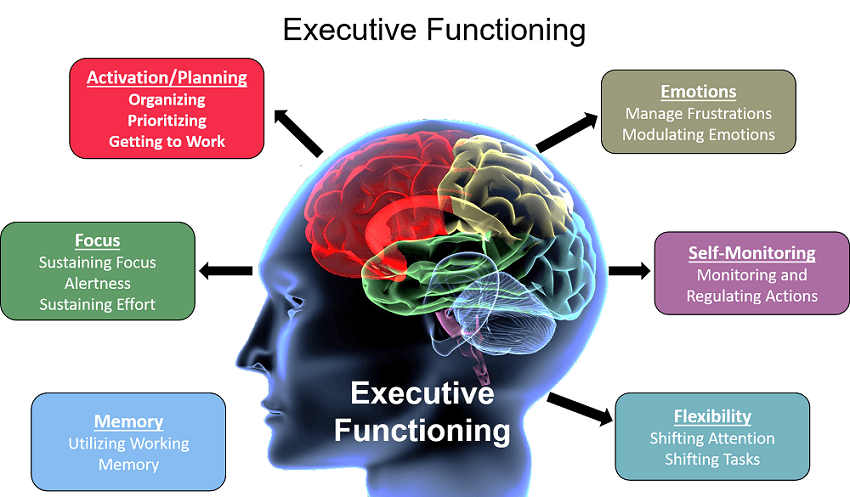 Executive Functioning
Activation/Planning
Organizing
Prioritizing
Getting to Work
Emotions
Manage Frustrations
Modulating Emotions
Focus
Sustaining Focus
Alertness
Sustaining Effort
Self-Monitoring
Monitoring and
Regulating Actions
Executive
Functioning
Memory
Utilizing Working
Memory
Flexibility
Shifting Attention
Shifting Tasks